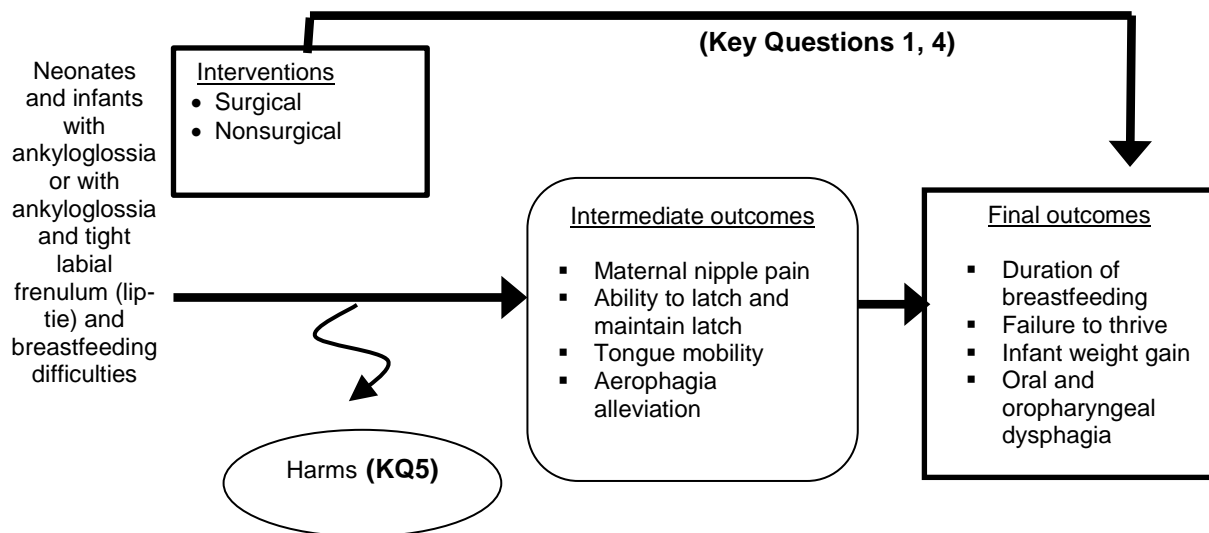 (Key Questions 1, 4)
Neonates
and infants
with
ankyloglossia
or with
ankyloglossia
and tight
labial
frenulum (lip-
tie) and
breastfeeding
difficulties
Interventions
• Surgical
• Nonsurgical
Intermediate outcomes
▪ Maternal nipple pain
▪ Ability to latch and
maintain latch
▪ Tongue mobility
▪ Aerophagia
alleviation
Final outcomes
▪ Duration of
breastfeeding
▪ Failure to thrive
▪ Infant weight gain
▪ Oral and
oropharyngeal
dysphagia
Harms (KQ5)